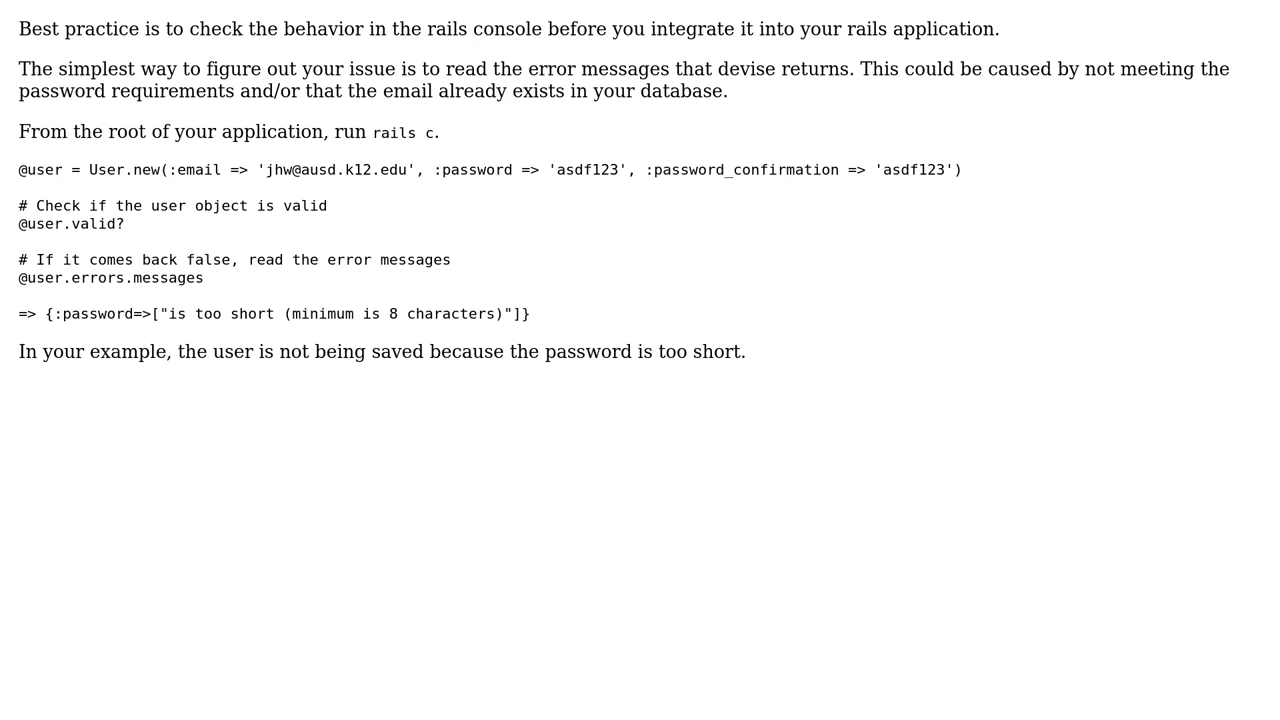 Best practice is to check the behavior in the rails console before you integrate it into your rails application.
The simplest way to figure out your issue is to read the error messages that devise returns. This could be caused by not meeting the
password requirements and/or that the email already exists in your database.
From the root of your application, run rails c.
@user = User.new(:email => 'jhw@ausd.k12.edu', :password => 'asdf123', :password_confirmation => 'asdf123')
# Check if the user object is valid
@user.valid?
# If it comes back false, read the error messages
@user.errors.messages
=> {:password=>["is too short (minimum is 8 characters)"]}
In your example, the user is not being saved because the password is too short.